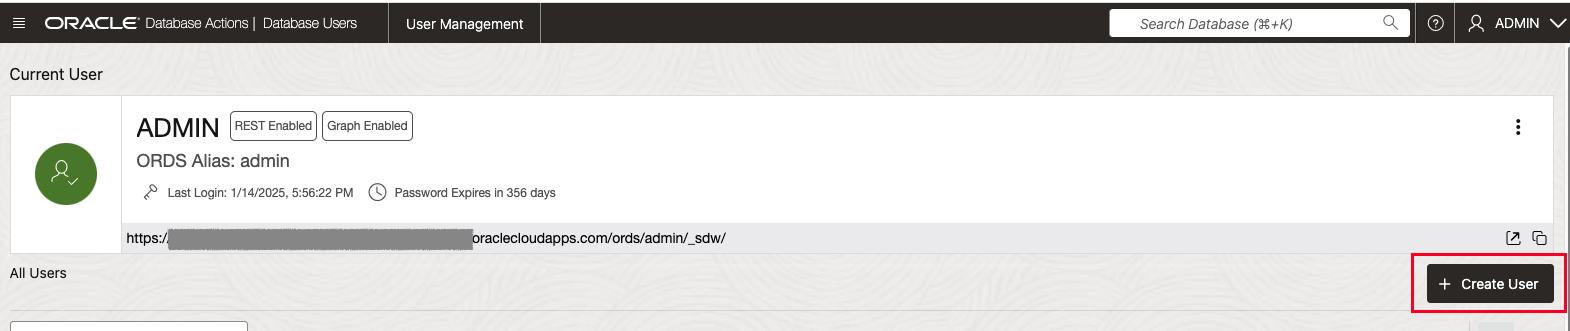 ORACLE Database Actions | Database Users User Management Search Database (⌘+K) ADMIN
Current User
ADMIN REST Enabled Graph Enabled
ORDS Alias: admin
Last Login: 1/14/2025, 5:56:22 PM Password Expires in 356 days
https:/ oraclecloudapps.com/ords/admin/_sdw/
All Users
+ Create User